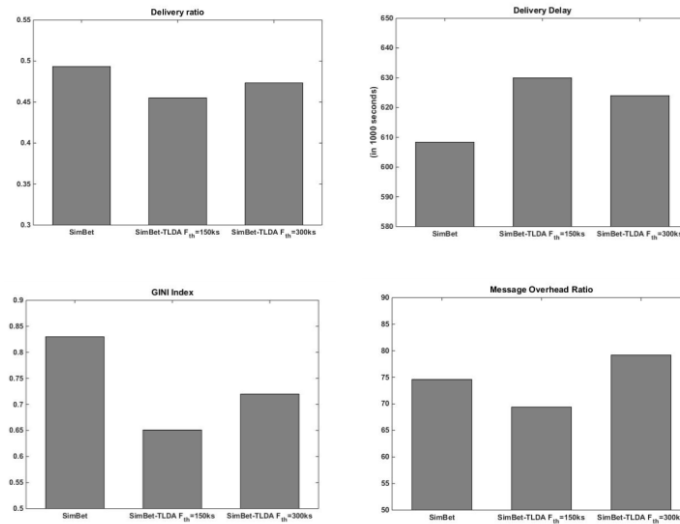 Delivery ratio
0.55
0.5
0.45
0.4
0.35
0.3
SimBet
SimBet-TLDA F_th=150ks
SimBet-TLDA F_th=300ks
Delivery Delay
(in 1000 seconds)
650
640
630
620
610
600
590
580
SimBet
SimBet-TLDA F_th=150ks
SimBet-TLDA F_th=300ks
GINI Index
0.9
0.85
0.8
0.75
0.7
0.65
0.6
0.55
0.5
SimBet
SimBet-TLDA F_th=150ks
SimBet-TLDA F_th=300ks
Message Overhead Ratio
90
85
80
75
70
65
60
55
50
SimBet
SimBet-TLDA F_th=150ks
SimBet-TLDA F_th=300ks